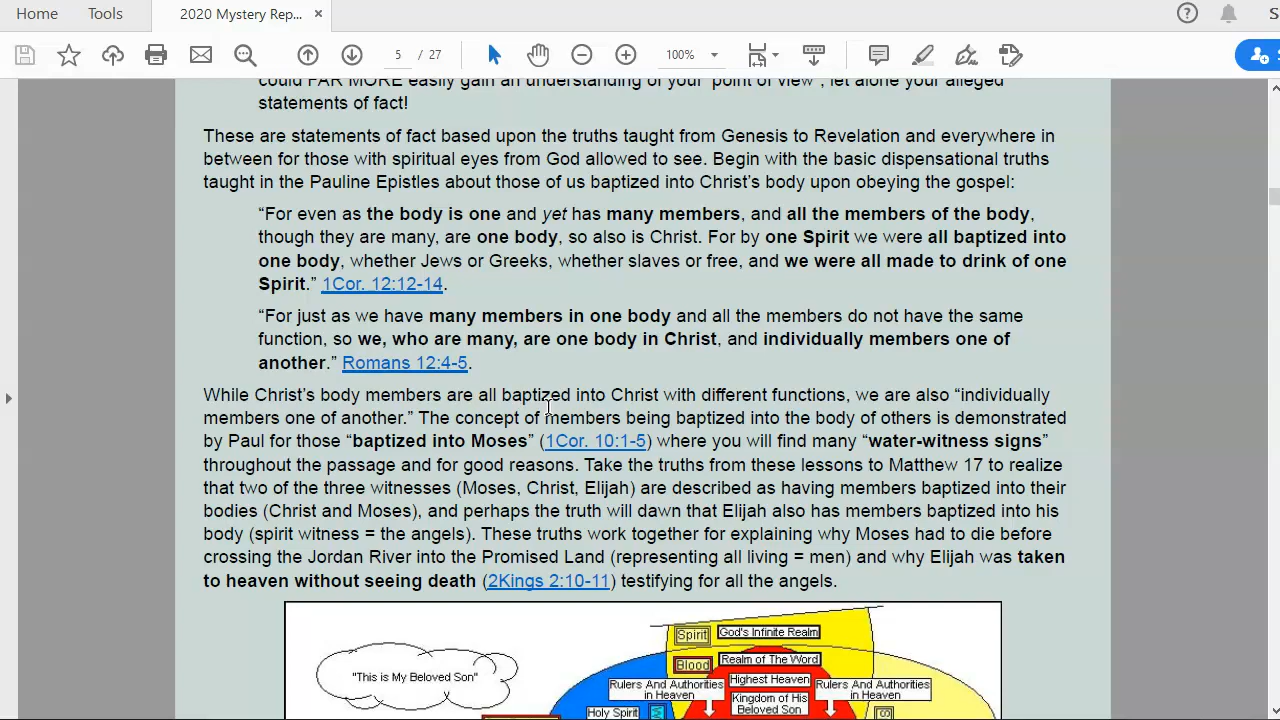 Home
Tools
2020 Mystery Rep...
×
?
S
5 / 27
100%
could FAR MORE easily gain an understanding of your "point of view", let alone your alleged
statements of fact!
These are statements of fact based upon the truths taught from Genesis to Revelation and everywhere in
between for those with spiritual eyes from God allowed to see. Begin with the basic dispensational truths
taught in the Pauline Epistles about those of us baptized into Christ's body upon obeying the gospel:
“For even as the body is one and yet has many members, and all the members of the body,
though they are many, are one body, so also is Christ. For by one Spirit we were all baptized into
one body, whether Jews or Greeks, whether slaves or free, and we were all made to drink of one
Spirit.” 1Cor. 12:12-14.
“For just as we have many members in one body and all the members do not have the same
function, so we, who are many, are one body in Christ, and individually members one of
another.” Romans 12:4-5.
While Christ's body members are all baptized into Christ with different functions, we are also “individually
members one of another.” The concept of members being baptized into the body of others is demonstrated
by Paul for those “baptized into Moses” (1Cor. 10:1-5) where you will find many “water-witness signs”
throughout the passage and for good reasons. Take the truths from these lessons to Matthew 17 to realize
that two of the three witnesses (Moses, Christ, Elijah) are described as having members baptized into their
bodies (Christ and Moses), and perhaps the truth will dawn that Elijah also has members baptized into his
body (spirit witness = the angels). These truths work together for explaining why Moses had to die before
crossing the Jordan River into the Promised Land (representing all living = men) and why Elijah was taken
to heaven without seeing death (2Kings 2:10-11) testifying for all the angels.
Spirit
God's Infinite Realm
Blood
Realm of The Word
"This is My Beloved Son"
Highest Heaven
Rulers And Authorities
in Heaven
Kingdom of His
Beloved Son
Rulers And Authorities
in Heaven
Holy Spirit